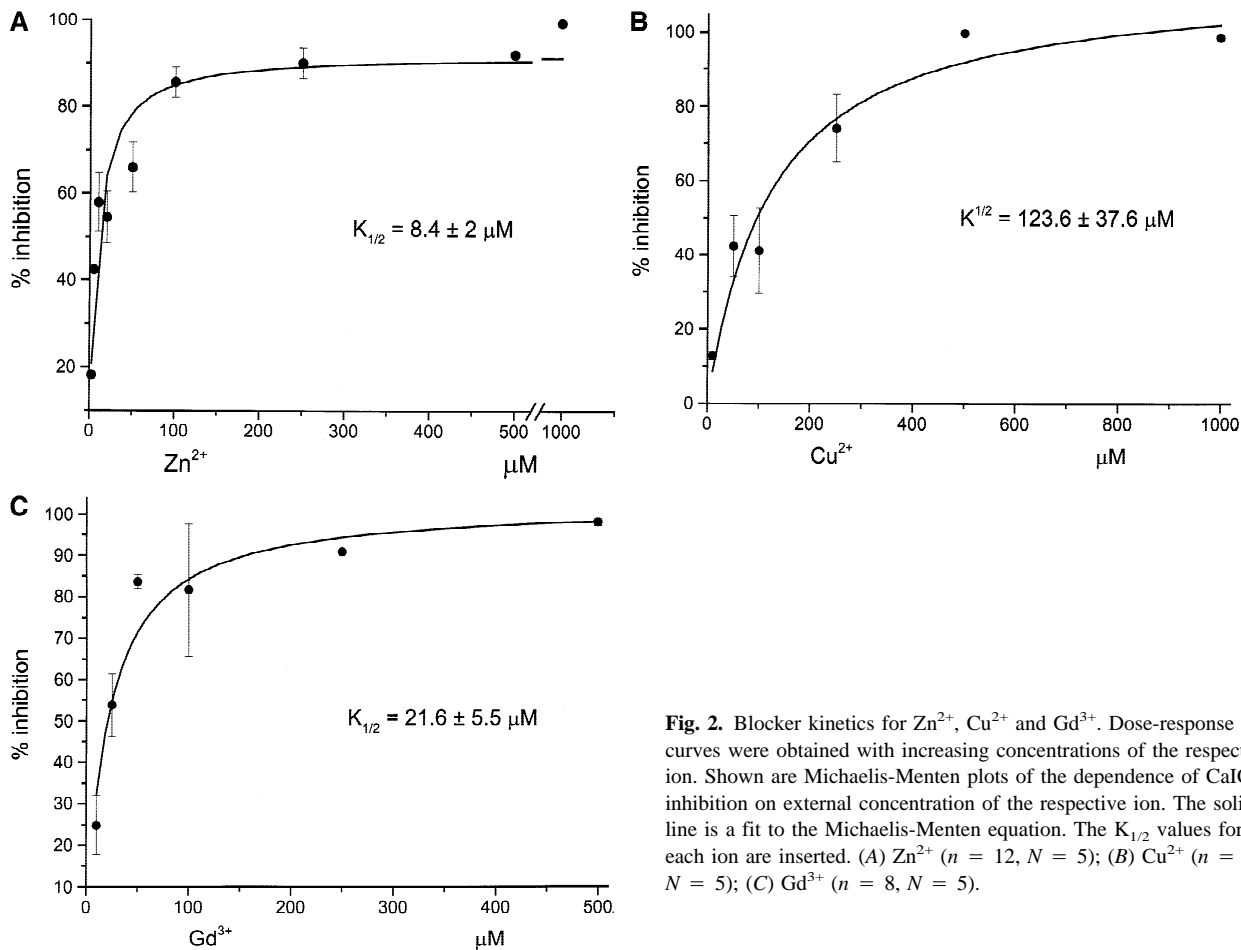 A
100
80
60
40
20
% inhibition
K1/2 = 8.4 ± 2 μM
0 100 200 300 400 500 1000
Zn2+ μM
B
100
80
60
40
20
0
% inhibition
K1/2 = 123.6 ± 37.6 μM
0 200 400 600 800 1000
Cu2+ μM
C
100
90
80
70
60
50
40
30
20
10
% inhibition
K1/2 = 21.6 ± 5.5 μM
0 100 200 300 400 500
Gd3+ μM
Fig. 2. Blocker kinetics for Zn2+, Cu2+ and Gd3+. Dose-response
curves were obtained with increasing concentrations of the respect
ion. Shown are Michaelis-Menten plots of the dependence of CaIC
inhibition on external concentration of the respective ion. The soli
line is a fit to the Michaelis-Menten equation. The K1/2 values for
each ion are inserted. (A) Zn2+ (n = 12, N = 5); (B) Cu2+ (n =
N = 5); (C) Gd3+ (n = 8, N = 5).